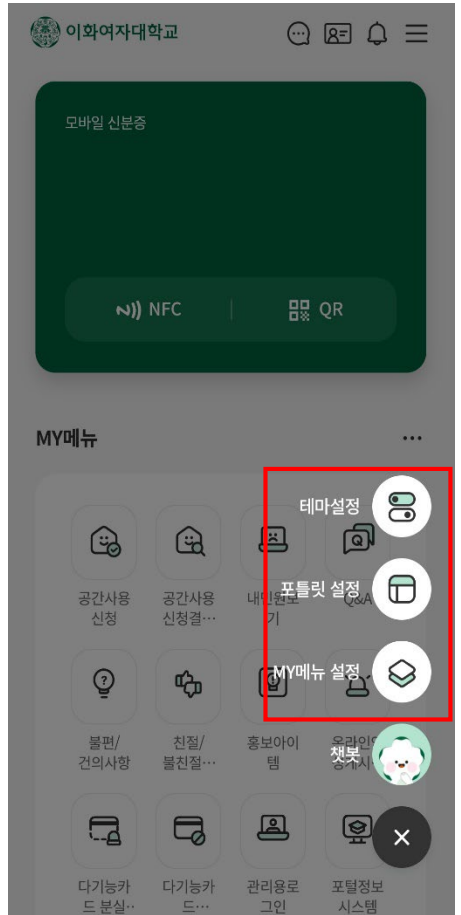 이화여자대학교
모바일 신분증
NFC
QR
MY메뉴
테마설정
공간사용
신청
공간사용
신청결…
포틀릿 설정
Q&A
불편/
건의사항
친절/
불친절…
홍보아이
템
MY메뉴 설정
챗봇
다기능카
드 분실…
다기능카
드…
관리용로
그인
포털정보
시스템